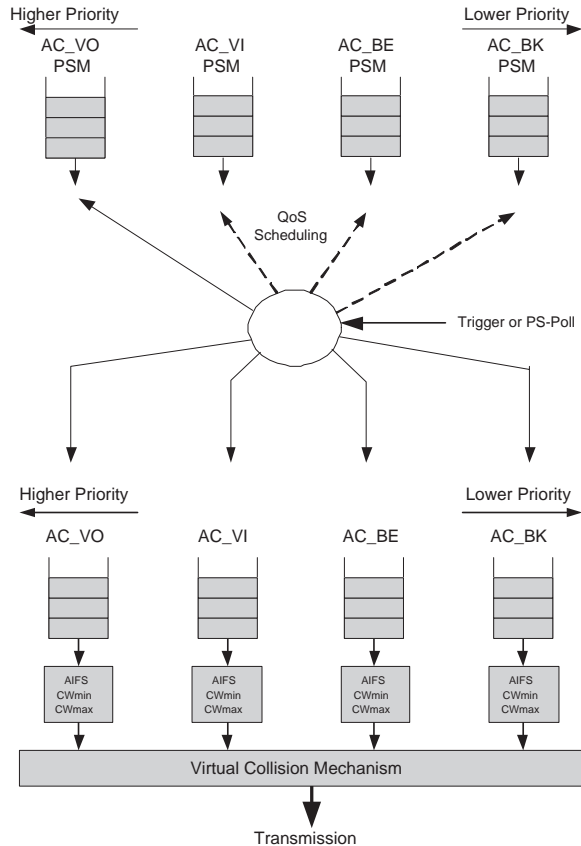 Higher Priority
Lower Priority
AC_VO
PSM
AC_VI
PSM
AC_BE
PSM
AC_BK
PSM
QoS
Scheduling
Trigger or PS-Poll
Higher Priority
Lower Priority
AC_VO
AC_VI
AC_BE
AC_BK
AIFS
CWmin
CWmax
AIFS
CWmin
CWmax
AIFS
CWmin
CWmax
AIFS
CWmin
CWmax
Virtual Collision Mechanism
Transmission